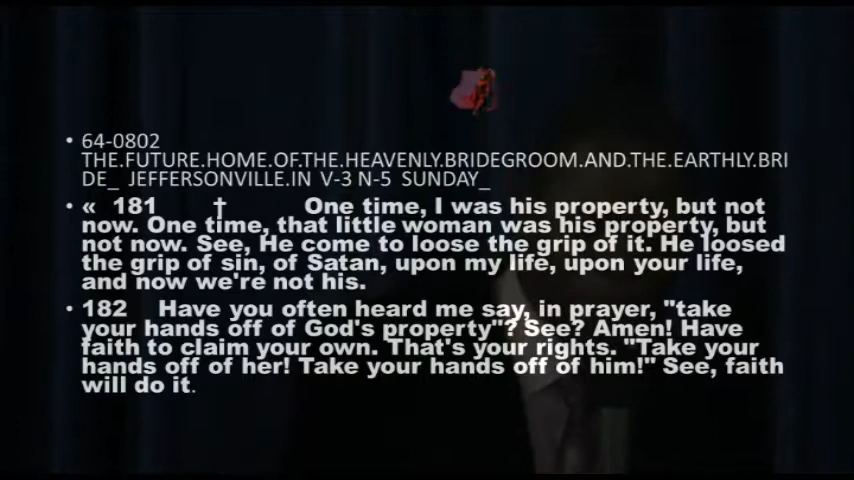 • 64-0802
THE.FUTURE.HOME.OF.THE.HEAVENLY.BRIDEGROOM.AND.THE.EARTHLY.BRI
DE_ JEFFERSONVILLE.IN V-3 N-5 SUNDAY_
• « 181 † One time, I was his property, but not
now. One time, that little woman was his property, but
not now. See, He come to loose the grip of it. He loosed
the grip of sin, of Satan, upon my life, upon your life,
and now we're not his.
• 182 Have you often heard me say, in prayer, "take
your hands off of God's property"? See? Amen! Have
faith to claim your own. That's your rights. "Take your
hands off of her! Take your hands off of him!" See, faith
will do it.